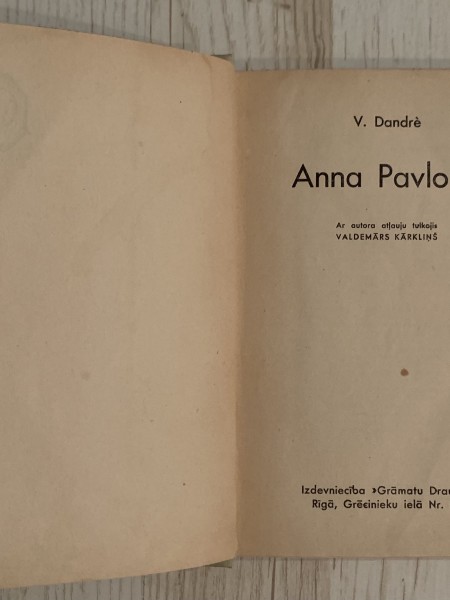 V. Dandrè
Anna Pavlo
Ar autora atļauju tulkojis
VALDEMĀRS KĀRKLIŅŠ
Izdevniecība »Grāmatu Drau
Rīgā, Grēcinieku ielā Nr.